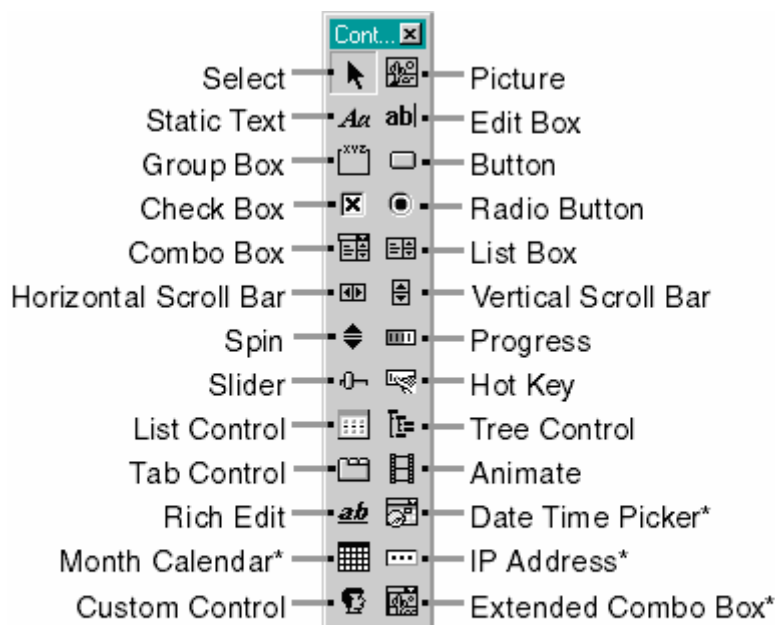 Cont...
Select Picture
Static Text Aa ab Edit Box
Group Box xyz Button
Check Box Radio Button
Combo Box List Box
Horizontal Scroll Bar Vertical Scroll Bar
Spin Progress
Slider Hot Key
List Control Tree Control
Tab Control Animate
Rich Edit ab Date Time Picker*
Month Calendar* IP Address*
Custom Control Extended Combo Box*